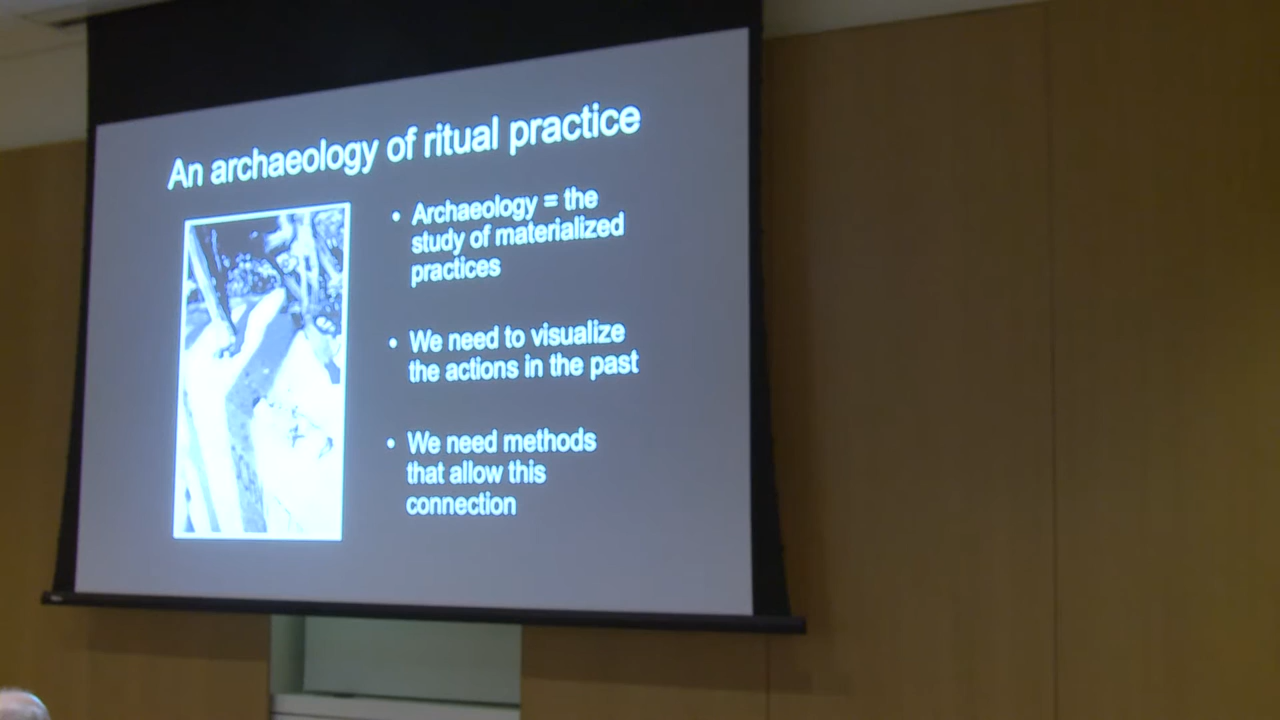 An archaeology of ritual practice
• Archaeology = the
study of materialized
practices
• We need to visualize
the actions in the past
• We need methods
that allow this
connection